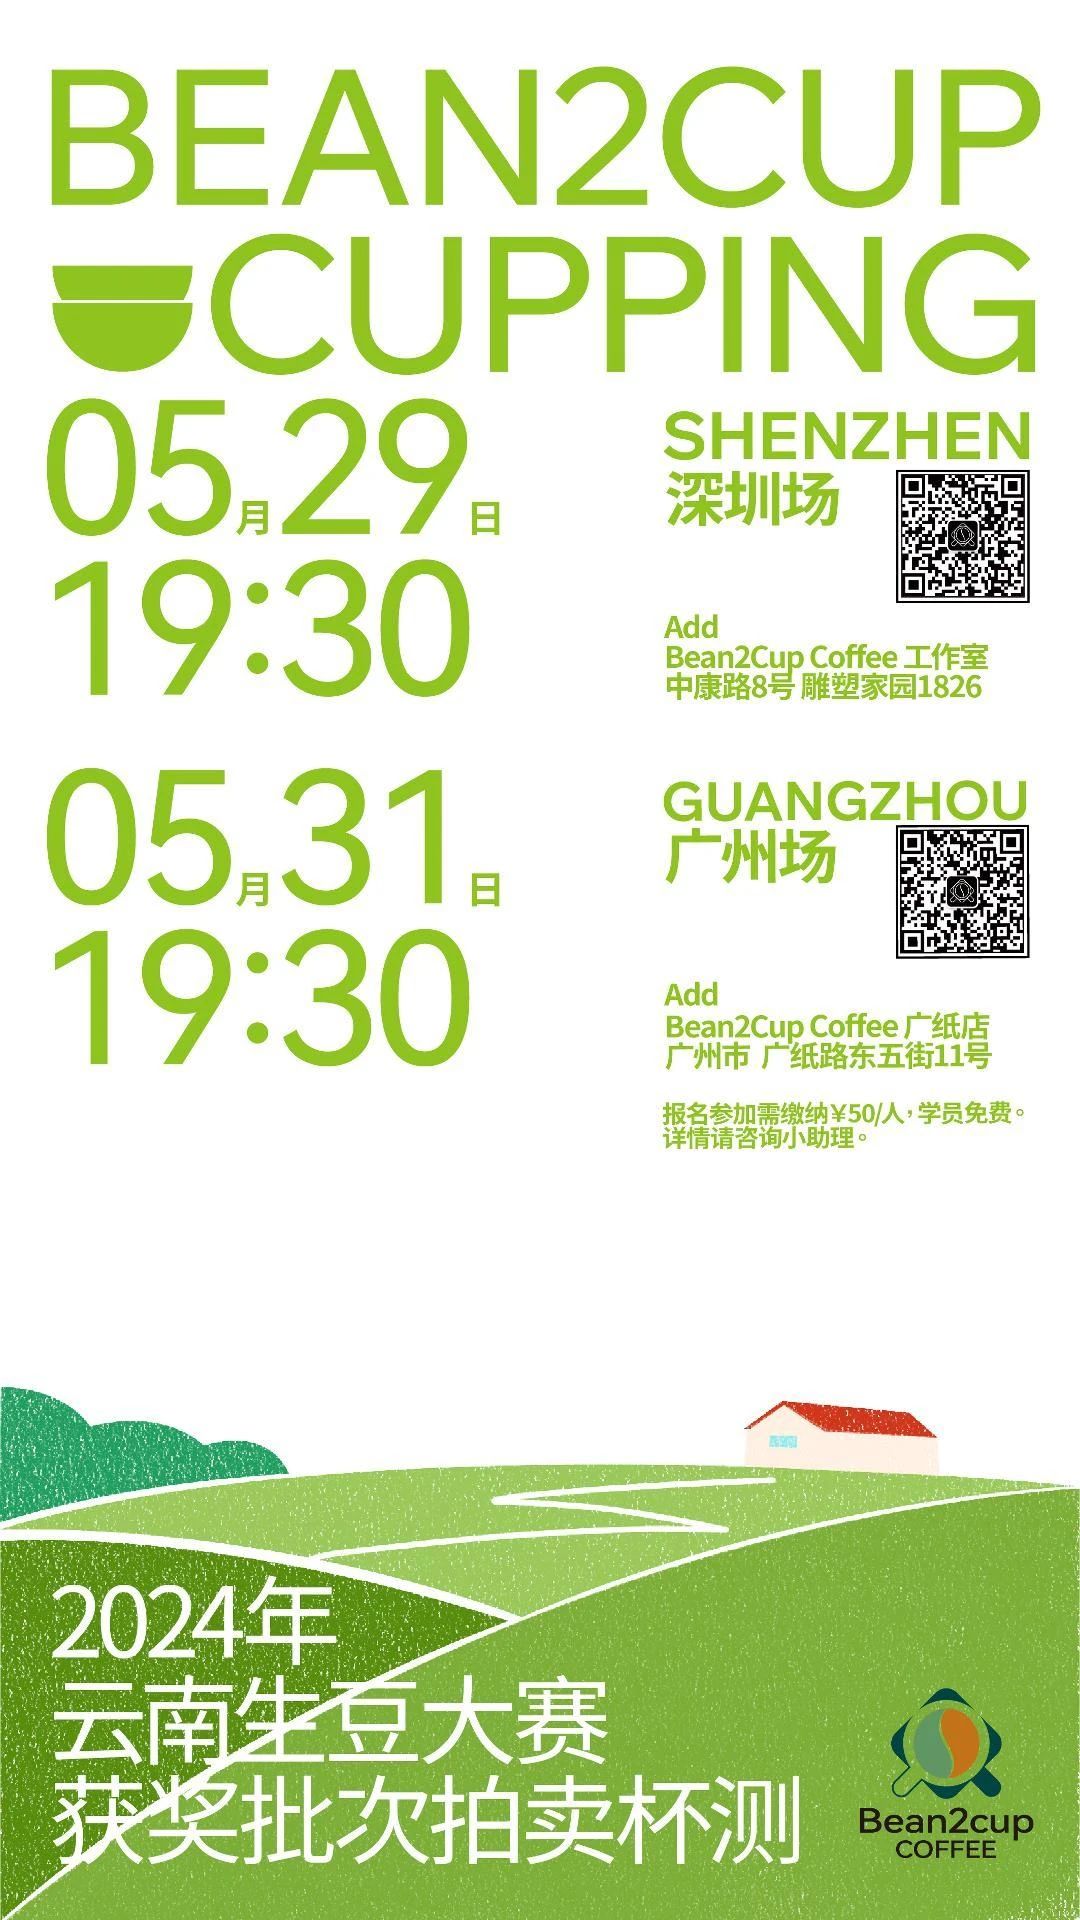 BEAN2CUP
CUPPING
05月29日
19:30
SHENZHEN
深圳场
Add
Bean2Cup Coffee 工作室
中康路8号 雕塑家园1826
05月31日
19:30
GUANGZHOU
广州场
Add
Bean2Cup Coffee 广纸店
广州市 广纸路东五街11号
报名参加需缴纳¥50/人，学员免费。
详情请咨询小助理。
2024年
云南生豆大赛
获奖批次拍卖杯测
Bean2cup
COFFEE